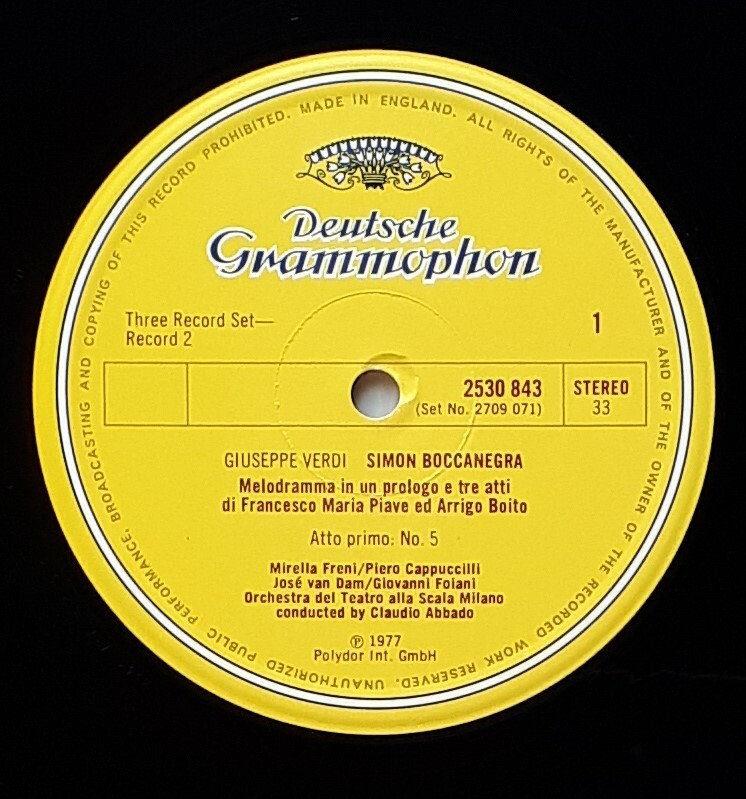 MADE IN ENGLAND. ALL RIGHTS OF THE MANUFACTURER AND OF THE OWNER OF THE RECORDED WORK RESERVED. UNAUTHORIZED PUBLIC PERFORMANCE, BROADCASTING AND COPYING OF THIS RECORD PROHIBITED.
Deutsche
Grammophon
Three Record Set—
Record 2
1
2530 843
(Set No. 2709 071)
STEREO
33
GIUSEPPE VERDI SIMON BOCCANEGRA
Melodramma in un prologo e tre atti
di Francesco Maria Piave ed Arrigo Boito
Atto primo: No. 5
Mirella Freni/Piero Cappuccilli
José van Dam/Giovanni Foiani
Orchestra del Teatro alla Scala Milano
conducted by Claudio Abbado
℗ 1977
Polydor Int. GmbH